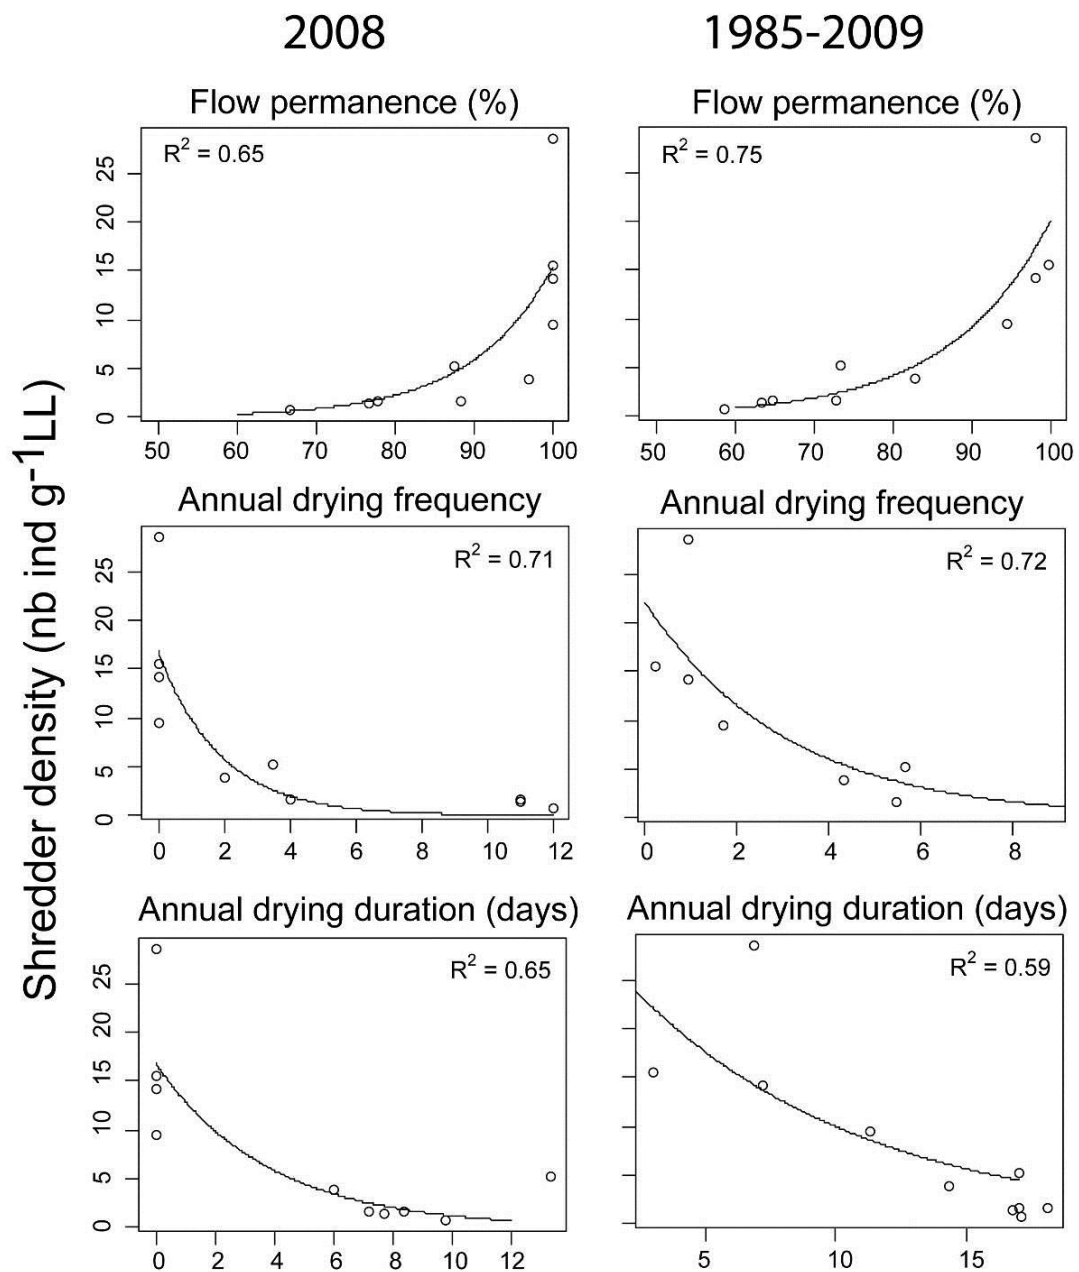 2008 1985-2009
Flow permanence (%) Flow permanence (%)
R² = 0.65 R² = 0.75
25
20
15
10
5
0
50 60 70 80 90 100 50 60 70 80 90 100
Annual drying frequency Annual drying frequency
R² = 0.71 R² = 0.72
25
20
15
10
5
0
0 2 4 6 8 10 12 0 2 4 6 8
Annual drying duration (days) Annual drying duration (days)
R² = 0.65 R² = 0.59
25
20
15
10
5
0
0 2 4 6 8 10 12 5 10 15
Shredder density (nb ind g⁻¹LL)